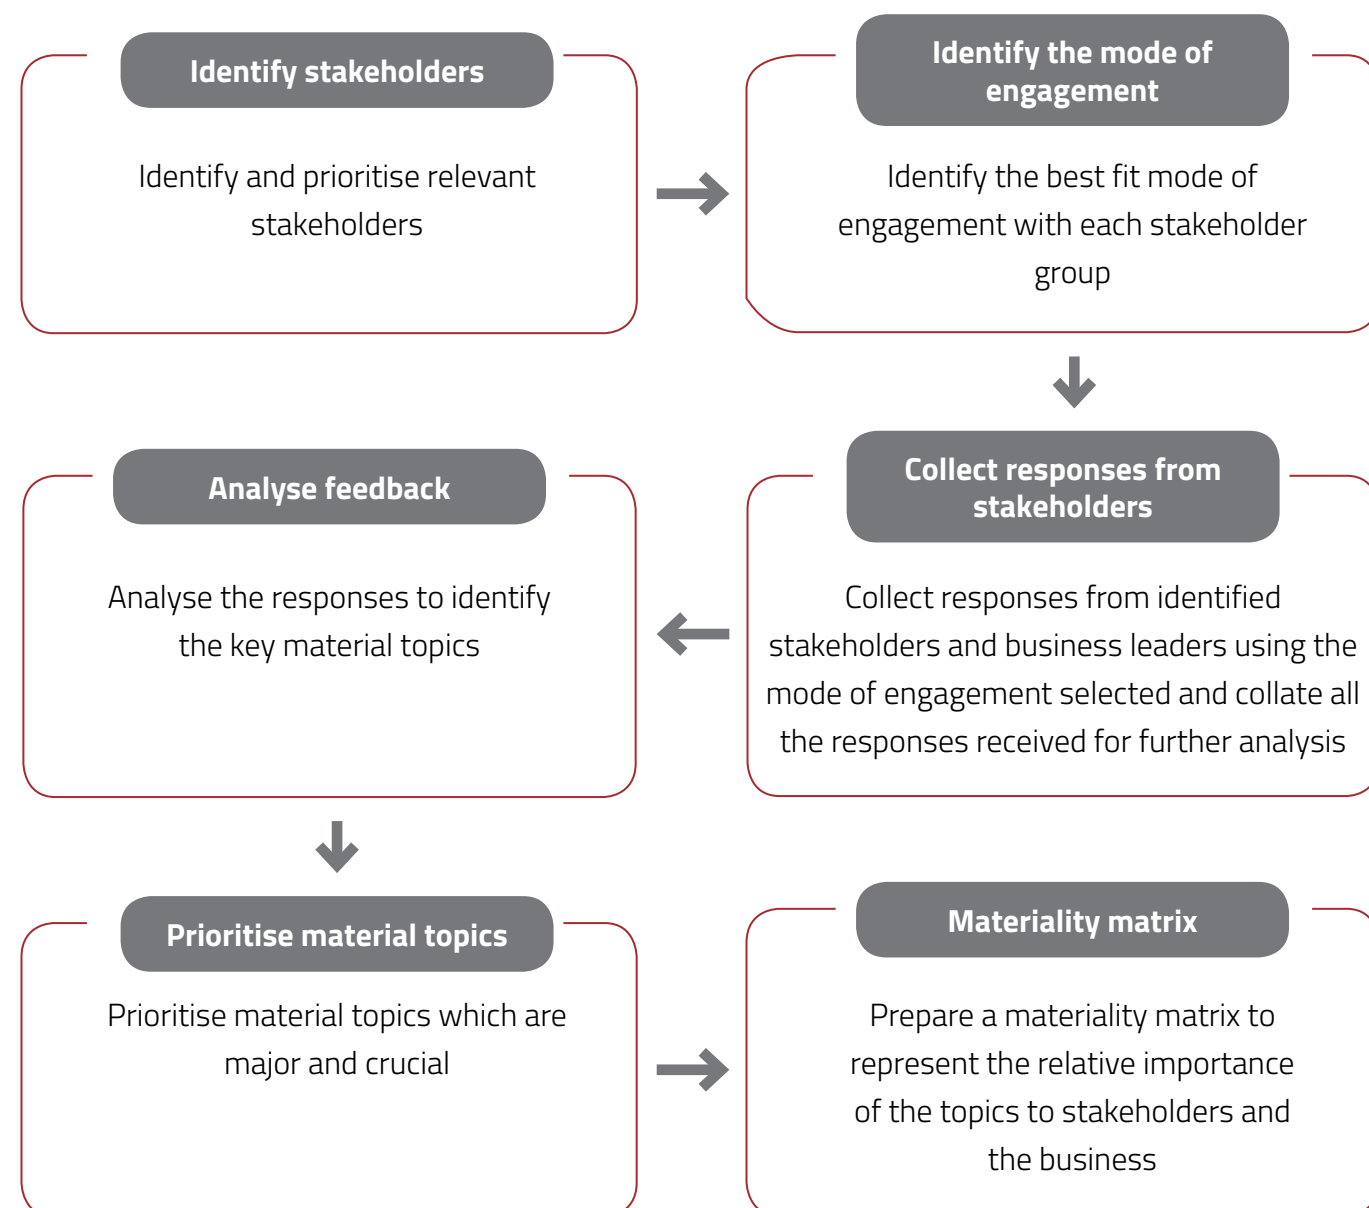 Identify stakeholders
Identify and prioritise relevant
stakeholders
Identify the mode of
engagement
Identify the best fit mode of
engagement with each stakeholder
group
Collect responses from
stakeholders
Collect responses from identified
stakeholders and business leaders using the
mode of engagement selected and collate all
the responses received for further analysis
Analyse feedback
Analyse the responses to identify
the key material topics
Prioritise material topics
Prioritise material topics which are
major and crucial
Materiality matrix
Prepare a materiality matrix to
represent the relative importance
of the topics to stakeholders and
the business